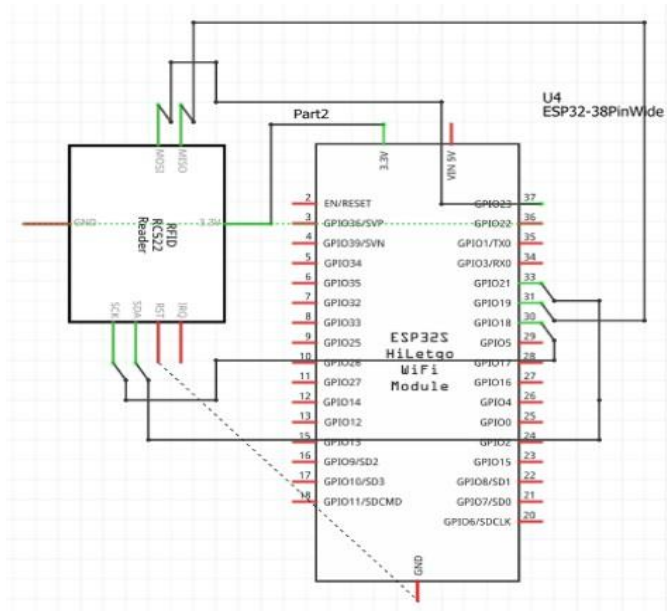 U4
ESP32-38PinWide
Part2
MOSI
MISO
GND
RFID
RC522
Reader
3.3V
SCK
SDA
RST
IRQ
3.3V
VIN 5V
2 EN/RESET
3 GPIO36/SVP
4 GPIO39/SVN
5 GPIO34
6 GPIO35
7 GPIO32
8 GPIO33
9 GPIO25
10 GPIO26
11 GPIO27
12 GPIO14
13 GPIO12
15 GPIO13
16 GPIO9/SD2
17 GPIO10/SD3
18 GPIO11/SDCMD
ESP32S
HiLetgo
WiFi
Module
GPIO23 37
GPIO22 36
GPIO1/TX0 35
GPIO3/RX0 34
GPIO21 33
GPIO19 31
GPIO18 30
GPIO5 29
GPIO17 28
GPIO16 27
GPIO4 26
GPIO0 25
GPIO2 24
GPIO15 23
GPIO8/SD1 22
GPIO7/SD0 21
GPIO6/SDCLK 20
GND